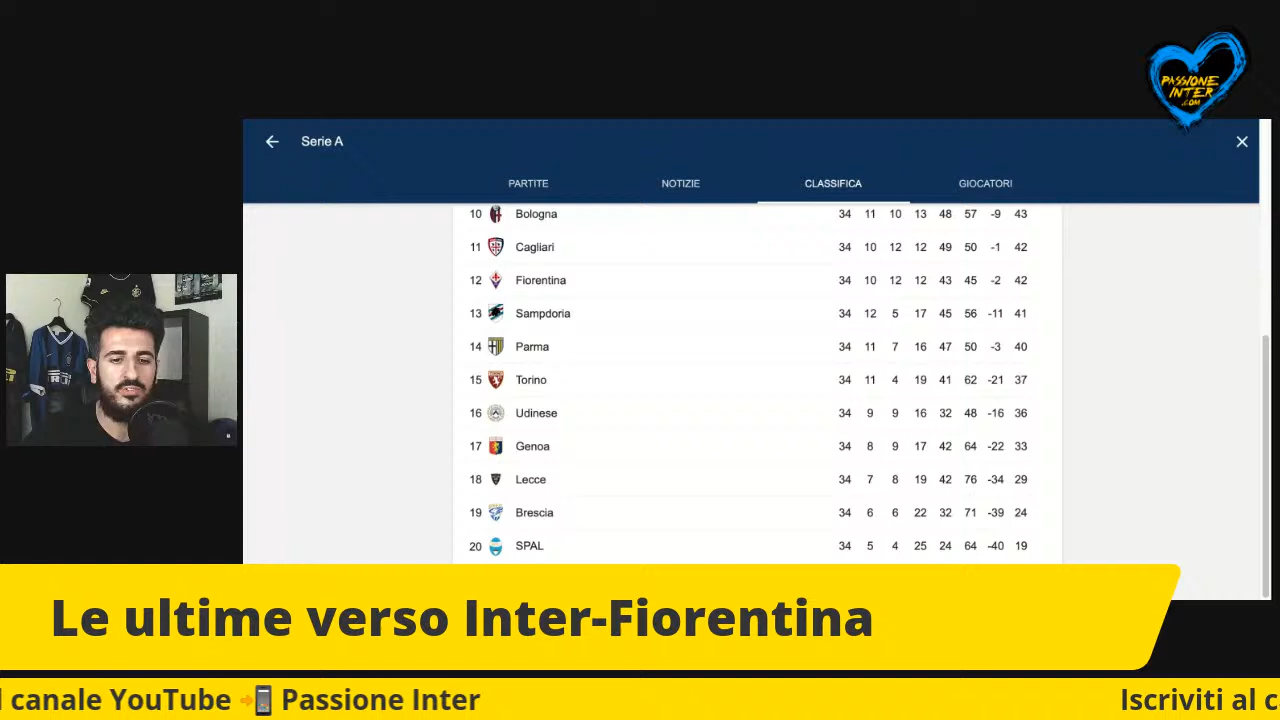 PASSIONE
INTER
.COM
Serie A
PARTITE NOTIZIE CLASSIFICA GIOCATORI
10 Bologna 34 11 10 13 48 57 -9 43
11 Cagliari 34 10 12 12 49 50 -1 42
12 Fiorentina 34 10 12 12 43 45 -2 42
13 Sampdoria 34 12 5 17 45 56 -11 41
14 Parma 34 11 7 16 47 50 -3 40
15 Torino 34 11 4 19 41 62 -21 37
16 Udinese 34 9 9 16 32 48 -16 36
17 Genoa 34 8 9 17 42 64 -22 33
18 Lecce 34 7 8 19 42 76 -34 29
19 Brescia 34 6 6 22 32 71 -39 24
20 SPAL 34 5 4 25 24 64 -40 19
Le ultime verso Inter-Fiorentina
l canale YouTube Passione Inter Iscriviti al c